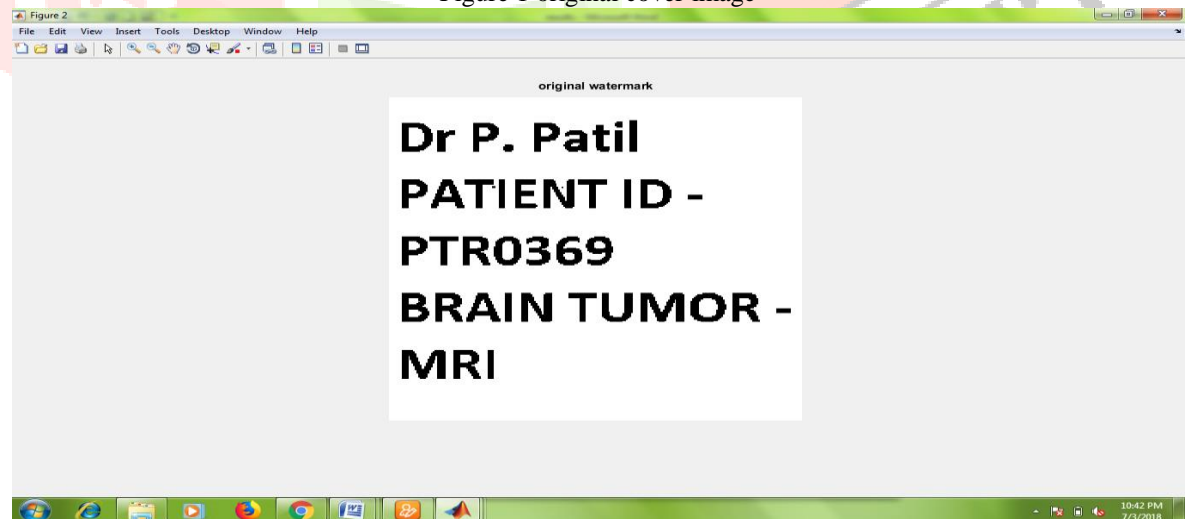 Figure 1 original cover image
Figure 2
File Edit View Insert Tools Desktop Window Help
original watermark
Dr P. Patil
PATIENT ID -
PTR0369
BRAIN TUMOR -
MRI
10:42 PM
7/3/2018